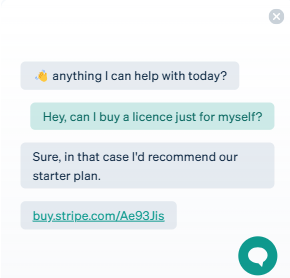 👋 anything I can help with today?
Hey, can I buy a licence just for myself?
Sure, in that case I'd recommend our
starter plan.
buy.stripe.com/Ae93Jis